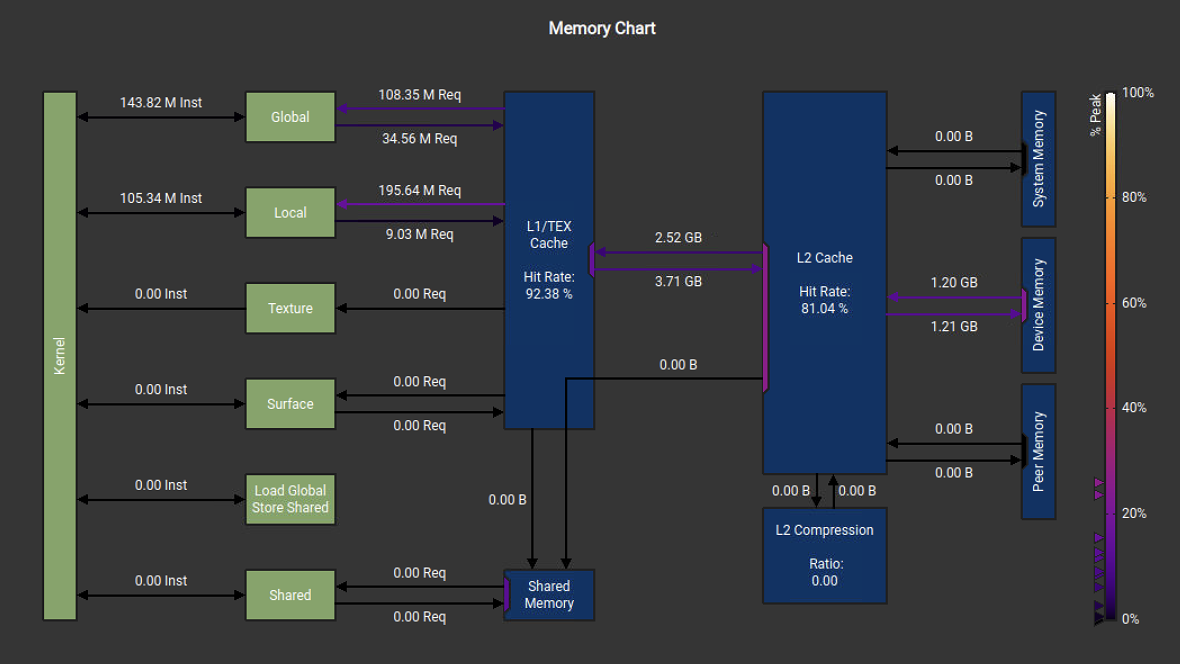 Memory Chart
Kernel
143.82 M Inst
Global
108.35 M Req
34.56 M Req
105.34 M Inst
Local
195.64 M Req
9.03 M Req
0.00 Inst
Texture
0.00 Req
0.00 Inst
Surface
0.00 Req
0.00 Req
0.00 Inst
Load Global
Store Shared
0.00 Inst
Shared
0.00 Req
0.00 Req
L1/TEX
Cache
Hit Rate:
92.38 %
0.00 B
Shared
Memory
2.52 GB
3.71 GB
0.00 B
L2 Cache
Hit Rate:
81.04 %
0.00 B
0.00 B
L2 Compression
Ratio:
0.00
0.00 B
0.00 B
System Memory
1.20 GB
1.21 GB
Device Memory
0.00 B
0.00 B
Peer Memory
% Peak
100%
80%
60%
40%
20%
0%